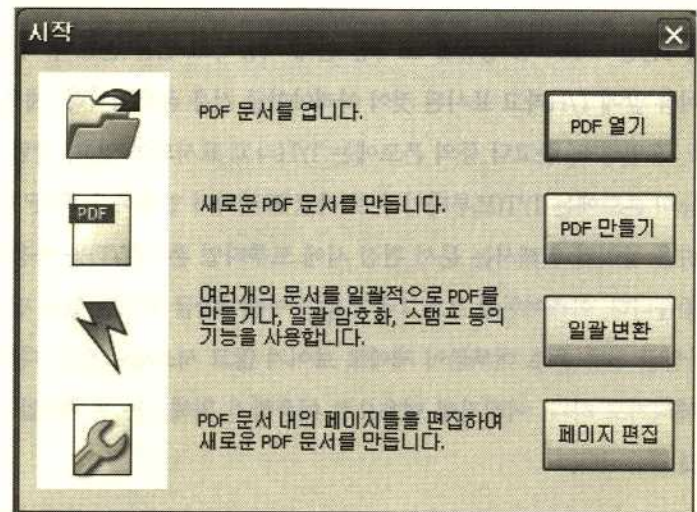 시작
PDF 문서를 엽니다.
PDF 열기
PDF
새로운 PDF 문서를 만듭니다.
PDF 만들기
여러개의 문서를 일괄적으로 PDF를
만들거나, 일괄 암호화, 스탬프 등의
기능을 사용합니다.
일괄 변환
PDF 문서 내의 페이지들을 편집하여
새로운 PDF 문서를 만듭니다.
페이지 편집